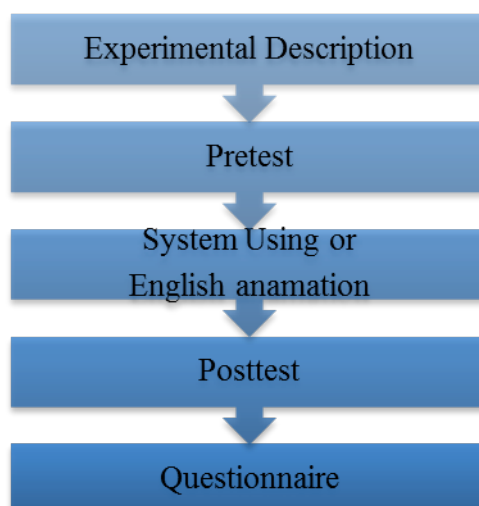 Experimental Description
Pretest
System Using or
English anamation
Posttest
Questionnaire